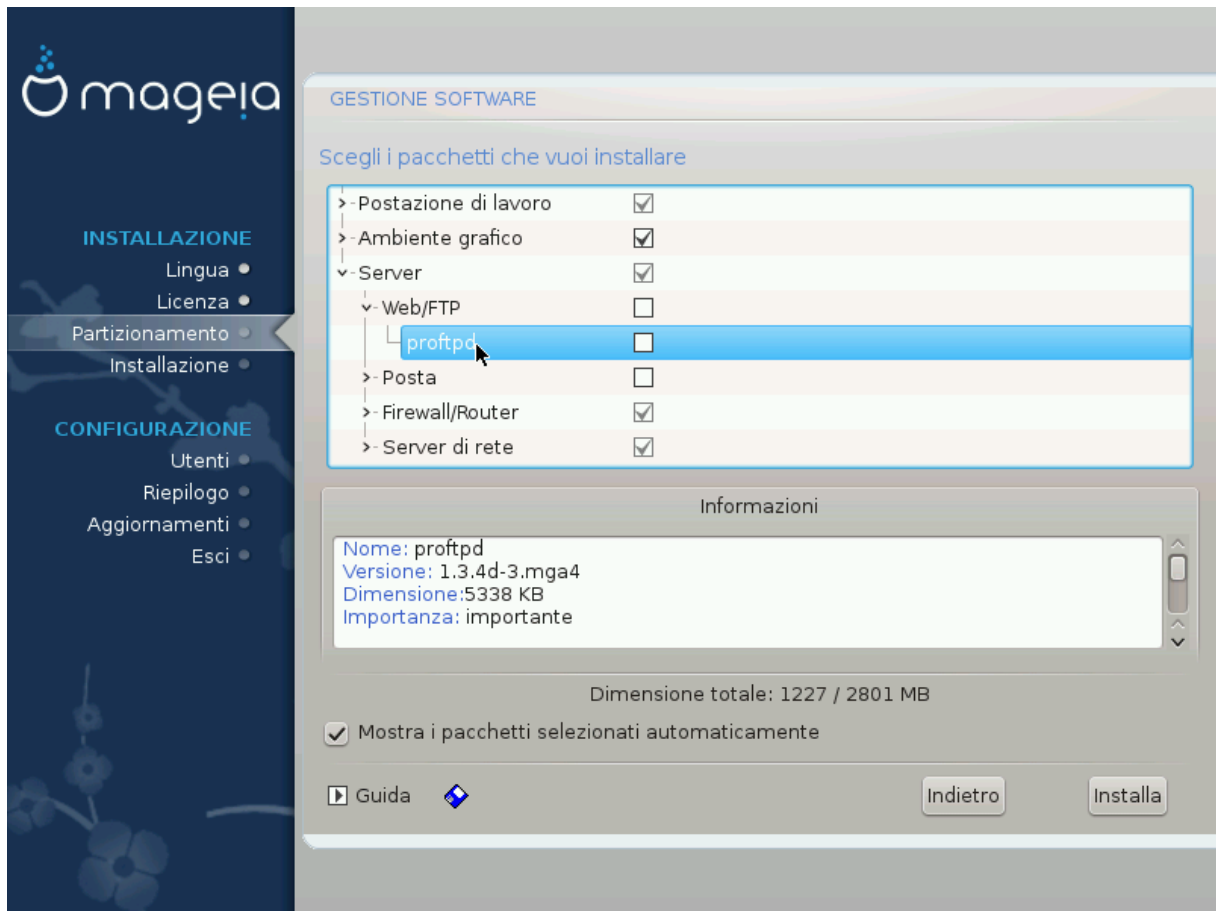 mageia
INSTALLAZIONE
Lingua
Licenza
Partizionamento
Installazione
CONFIGURAZIONE
Utenti
Riepilogo
Aggiornamenti
Esci
GESTIONE SOFTWARE
Scegli i pacchetti che vuoi installare
Postazione di lavoro
Ambiente grafico
Server
Web/FTP
proftpd
Posta
Firewall/Router
Server di rete
Informazioni
Nome: proftpd
Versione: 1.3.4d-3.mga4
Dimensione:5338 KB
Importanza: importante
Dimensione totale: 1227 / 2801 MB
Mostra i pacchetti selezionati automaticamente
Guida
Indietro
Installa